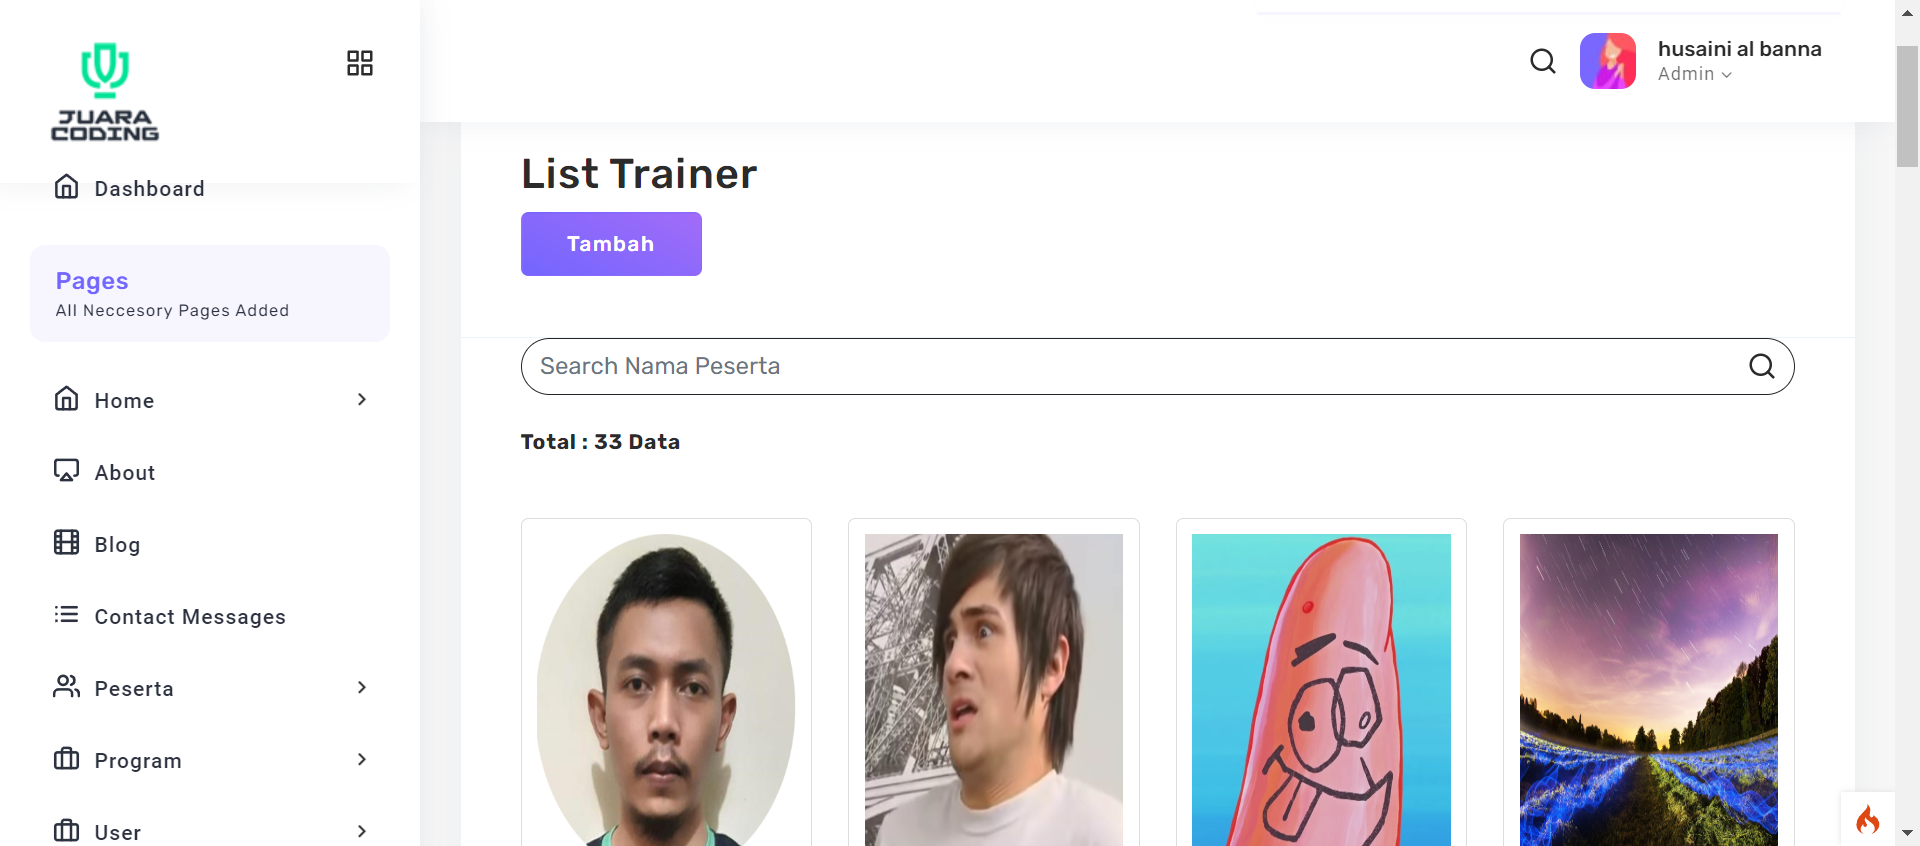 JUARA
CODING
husaini al banna
Admin
Dashboard
Pages
All Neccesory Pages Added
Home
About
Blog
Contact Messages
Peserta
Program
User
List Trainer
Tambah
Search Nama Peserta
Total : 33 Data